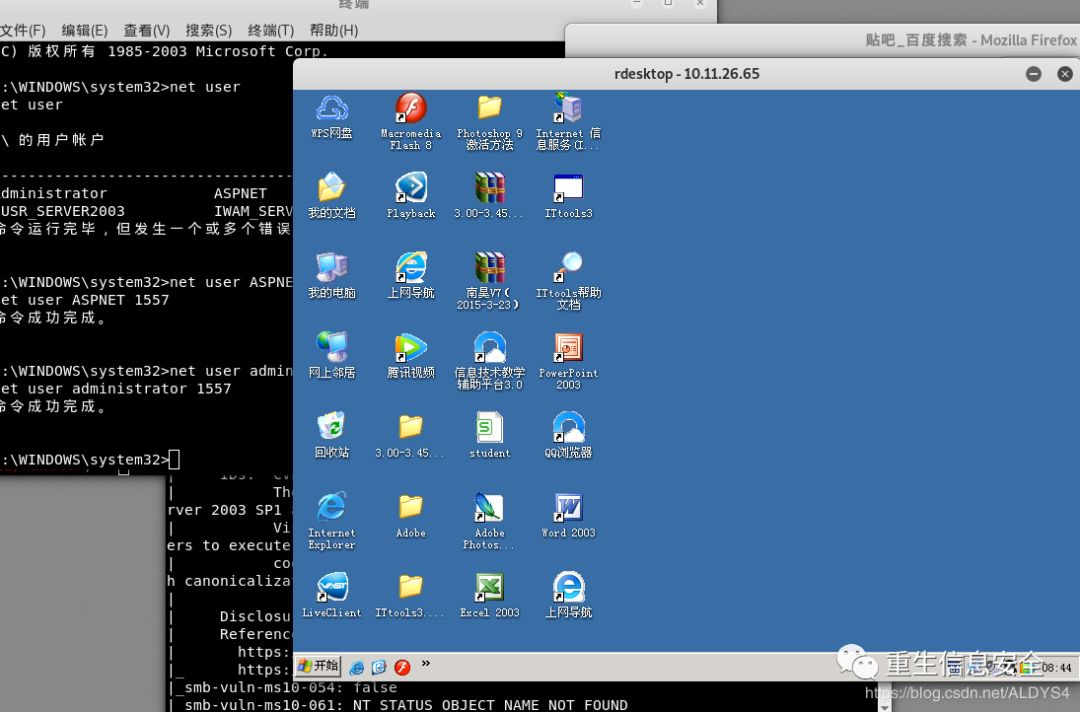 终端
文件(F) 编辑(E) 查看(V) 搜索(S) 终端(T) 帮助(H)
C) 版权所有 1985-2003 Microsoft Corp.
:\WINDOWS\system32>net user
et user
\\ 的用户帐户
dministrator ASPNET
USR_SERVER2003 IWAM_SERV
命令运行完毕，但发生一个或多个错误
:\WINDOWS\system32>net user ASPNE
et user ASPNET 1557
命令成功完成。
:\WINDOWS\system32>net user admin
et user administrator 1557
命令成功完成。
:\WINDOWS\system32>
贴吧_百度搜索 - Mozilla Firefox
rdesktop - 10.11.26.65
WPS网盘
Macromedia Flash 8
Photoshop 9 激活方法
Internet 信息服务(I...
我的文档
Playback
3.00-3.45...
ITtools3
我的电脑
上网导航
南昊V7(2015-3-23)
ITtools帮助文档
网上邻居
腾讯视频
信息技术教学辅助平台3.0
PowerPoint 2003
回收站
3.00-3.45...
student
QQ浏览器
Internet Explorer
Adobe
Adobe Photos...
Word 2003
LiveClient
ITtools3....
Excel 2003
上网导航
开始
»
08:44
| Th
rver 2003 SP1
| Vi
ers to execute
| co
h canonicaliza
|
| Disclosu
| Reference
| https:
|_ https:
|_smb-vuln-ms10-054: false
|_smb-vuln-ms10-061: NT_STATUS_OBJECT_NAME_NOT_FOUND
重生信息安全
https://blog.csdn.net/ALDYS4